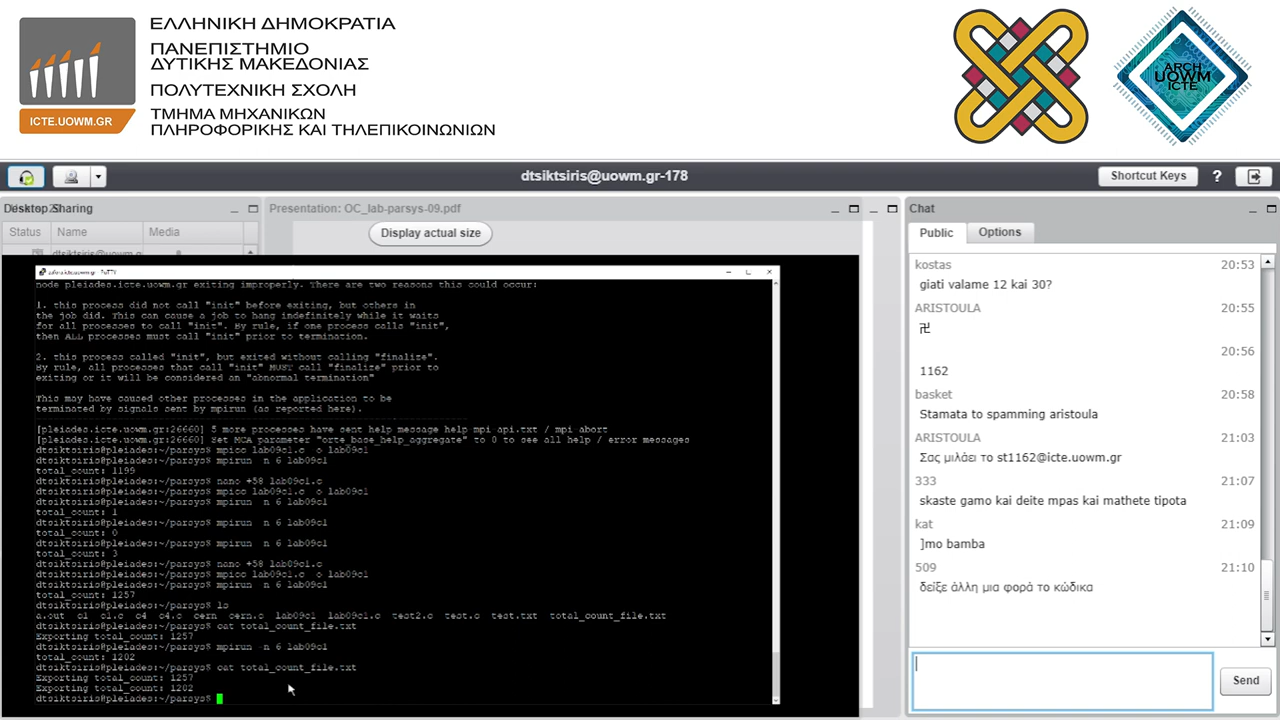 ΕΛΛΗΝΙΚΗ ΔΗΜΟΚΡΑΤΙΑ
ΠΑΝΕΠΙΣΤΗΜΙΟ
ΔΥΤΙΚΗΣ ΜΑΚΕΔΟΝΙΑΣ
ΠΟΛΥΤΕΧΝΙΚΗ ΣΧΟΛΗ
ΤΜΗΜΑ ΜΗΧΑΝΙΚΩΝ
ΠΛΗΡΟΦΟΡΙΚΗΣ ΚΑΙ ΤΗΛΕΠΙΚΟΙΝΩΝΙΩΝ
ICTE.UOWM.GR
ARCH
UOWM
ICTE
dtsiktsiris@uowm.gr-178
Shortcut Keys
?
Desktop Sharing
Presentation: OC_lab-parsys-09.pdf
Status Name Media
Display actual size
node pleiades.icte.uowm.gr exiting improperly. There are two reasons this could occur:
1. this process did not call "init" before exiting, but others in
the job did. This can cause a job to hang indefinitely while it waits
for all processes to call "init". By rule, if one process calls "init",
then ALL processes must call "init" prior to termination.
2. this process called "init", but exited without calling "finalize".
By rule, all processes that call "init" MUST call "finalize" prior to
exiting or it will be considered an "abnormal termination"
This may have caused other processes in the application to be
terminated by signals sent by mpirun (as reported here).
[pleiades.icte.uowm.gr:26660] 5 more processes have sent help message help mpi api.txt / mpi abort
[pleiades.icte.uowm.gr:26660] Set MCA parameter "orte_base_help_aggregate" to 0 to see all help / error messages
dtsiktsiris@pleiades:~/parsys$ mpicc lab09c1.c o lab09c1
dtsiktsiris@pleiades:~/parsys$ mpirun n 6 lab09c1
total_count: 1199
dtsiktsiris@pleiades:~/parsys$ nano +58 lab09c1.c
dtsiktsiris@pleiades:~/parsys$ mpicc lab09c1.c o lab09c1
dtsiktsiris@pleiades:~/parsys$ mpirun n 6 lab09c1
total_count: 1
dtsiktsiris@pleiades:~/parsys$ mpirun n 6 lab09c1
total_count: 0
dtsiktsiris@pleiades:~/parsys$ mpirun n 6 lab09c1
total_count: 3
dtsiktsiris@pleiades:~/parsys$ nano +58 lab09c1.c
dtsiktsiris@pleiades:~/parsys$ mpicc lab09c1.c o lab09c1
dtsiktsiris@pleiades:~/parsys$ mpirun n 6 lab09c1
total_count: 1257
dtsiktsiris@pleiades:~/parsys$ ls
a.out c1 c1.c c4 c4.c cern cern.c lab09c1 lab09c1.c test2.c test.c test.txt total_count_file.txt
dtsiktsiris@pleiades:~/parsys$ cat total_count_file.txt
Exporting total_count: 1257
dtsiktsiris@pleiades:~/parsys$ mpirun -n 6 lab09c1
total_count: 1202
dtsiktsiris@pleiades:~/parsys$ cat total_count_file.txt
Exporting total_count: 1257
Exporting total_count: 1202
dtsiktsiris@pleiades:~/parsys$
Chat
Public Options
kostas 20:53
giati valame 12 kai 30?
ARISTOULA 20:55
卍
20:56
1162
basket 20:58
Stamata to spamming aristoula
ARISTOULA 21:03
Σας μιλάει το st1162@icte.uowm.gr
333 21:07
skaste gamo kai deite mpas kai mathete tipota
kat 21:09
]mo bamba
509 21:10
δείξε άλλη μια φορά το κώδικα
Send